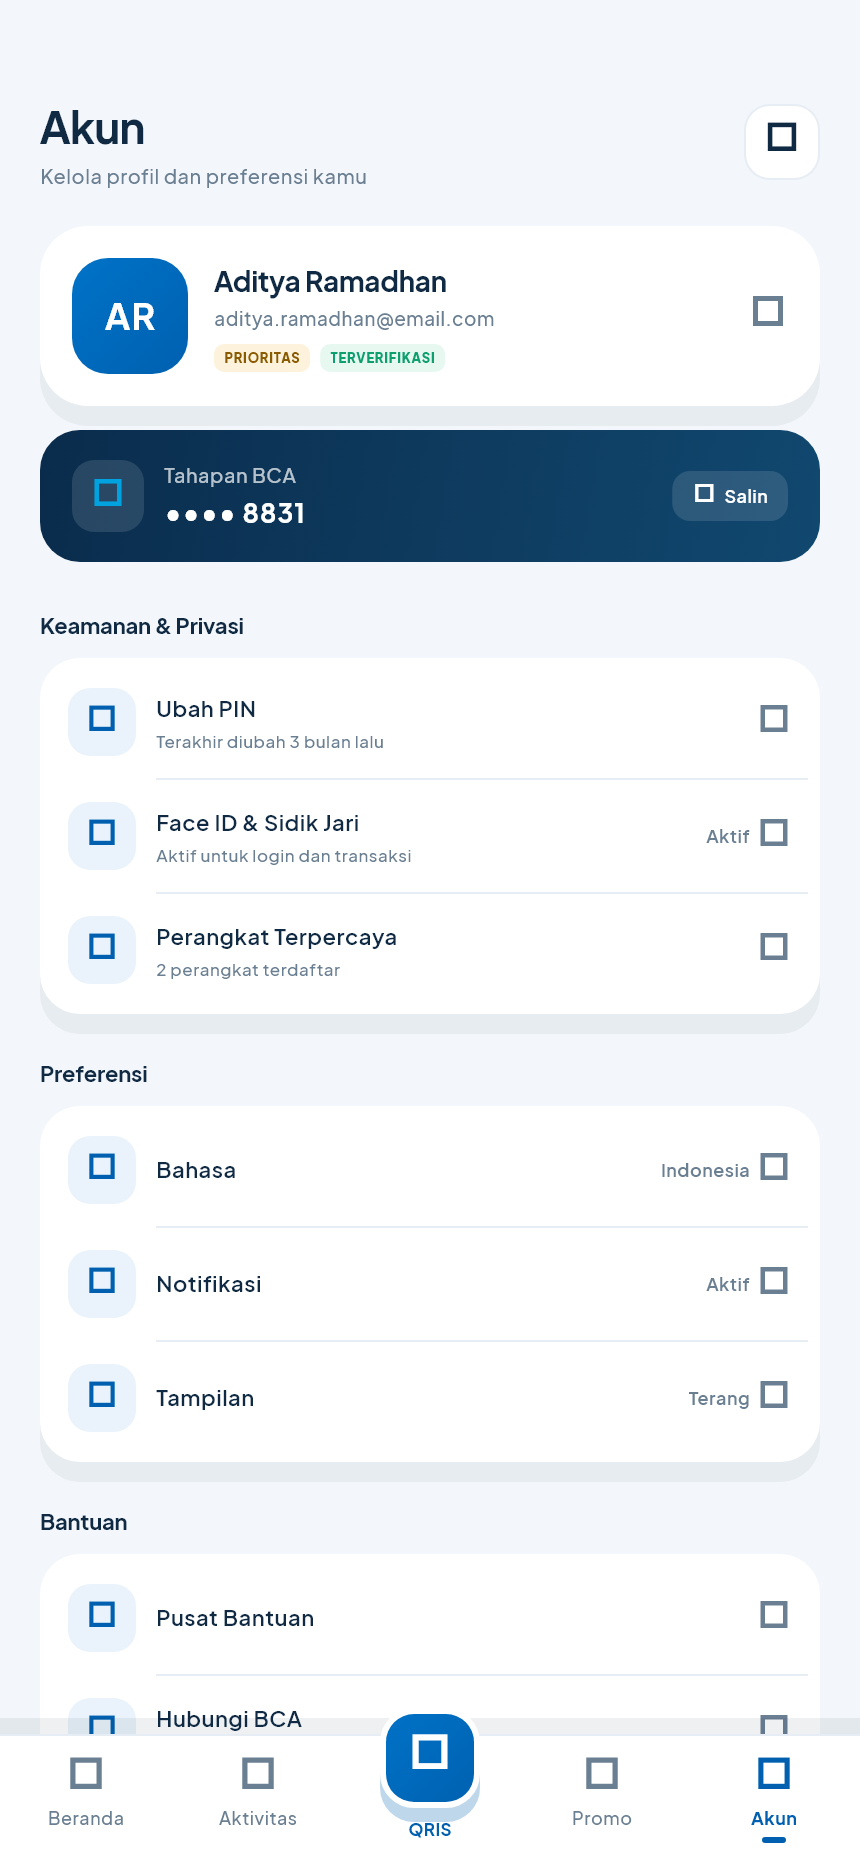 Akun
Kelola profil dan preferensi kamu
AR
Aditya Ramadhan
aditya.ramadhan@email.com
PRIORITAS TERVERIFIKASI
Tahapan BCA
•••• 8831
Salin
Keamanan & Privasi
Ubah PIN
Terakhir diubah 3 bulan lalu
Face ID & Sidik Jari
Aktif untuk login dan transaksi
Aktif
Perangkat Terpercaya
2 perangkat terdaftar
Preferensi
Bahasa Indonesia
Notifikasi Aktif
Tampilan Terang
Bantuan
Pusat Bantuan
Hubungi BCA
Beranda Aktivitas QRIS Promo Akun